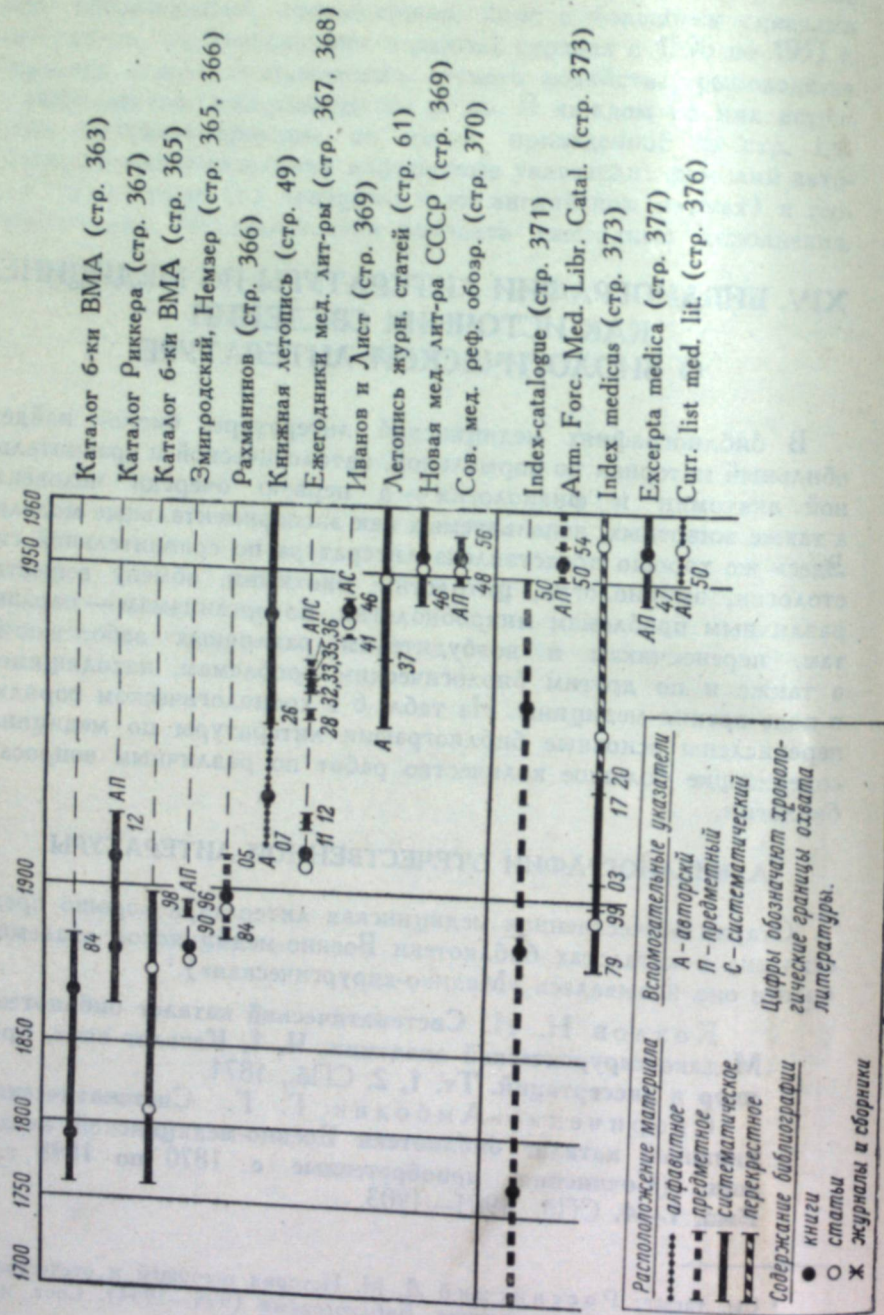 1700 1750 1800 1850 1900 1950 1960
Каталог б-ки ВМА (стр. 363)
84
Каталог Риккера (стр. 367)
12 АП
Каталог б-ки ВМА (стр. 365)
98
Змигродский, Немзер (стр. 365, 366)
90 96 АП
Рахманинов (стр. 366)
84 05
Книжная летопись (стр. 49)
А 07 26
Ежегодники мед. лит-ры (стр. 367, 368)
11 12 28 32,33,35,36 АПС
Иванов и Лист (стр. 369)
41 46 АС
Летопись журн. статей (стр. 61)
А 37
Новая мед. лит-ра СССР (стр. 369)
46
Сов. мед. реф. обозр. (стр. 370)
АП 48 56
Index-catalogue (стр. 371)
50
Arm. Forc. Med. Libr. Catal. (стр. 373)
АП 50 54
Index medicus (стр. 373)
79 99 03 17 20
Excerpta medica (стр. 377)
АП 47
Curr. list med. lit. (стр. 376)
АП 50
Расположение материала
алфавитное
предметное
систематическое
перекрестное
Содержание библиографии
книги
статьи
журналы и сборники
Вспомогательные указатели
А-авторский
П-предметный
С-систематический
Цифры обозначают хроноло-
гические границы охвата
литературы.